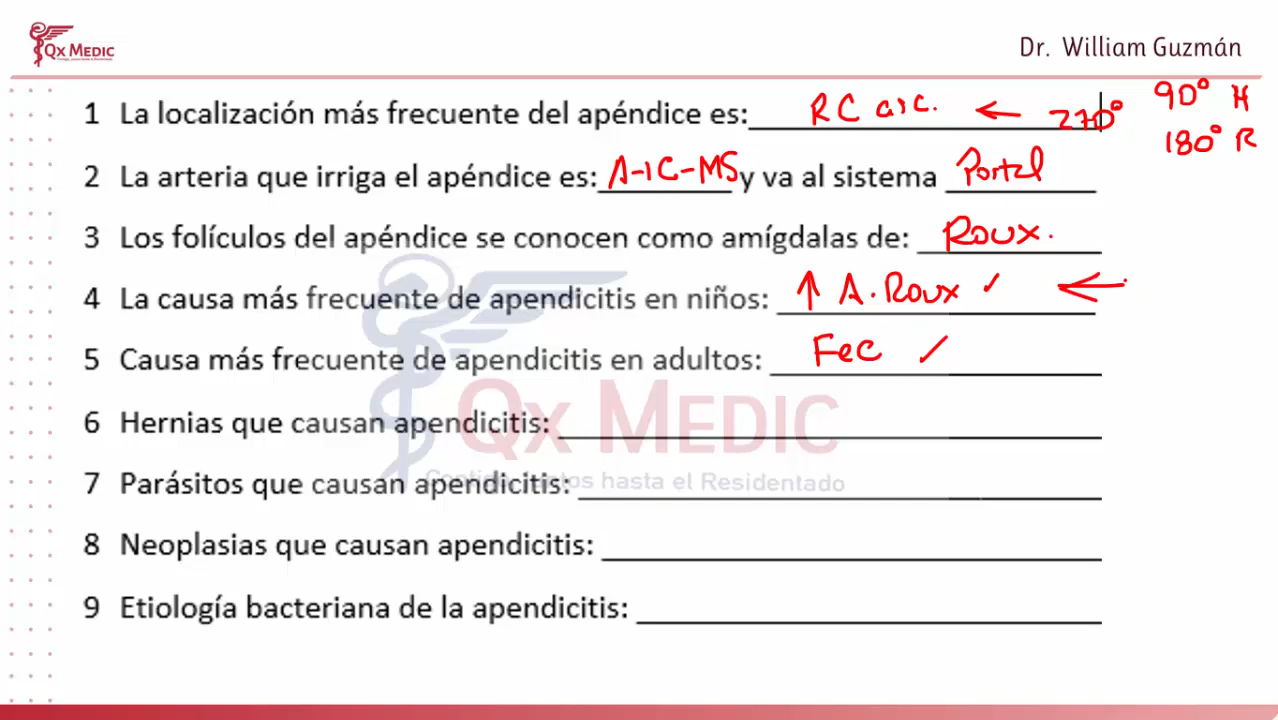 Qx MEDIC
Dr. William Guzmán
90° H
180° R
1 La localización más frecuente del apéndice es: RC asc. ← 270°
2 La arteria que irriga el apéndice es: A-IC-MS y va al sistema Portal
3 Los folículos del apéndice se conocen como amígdalas de: Roux.
4 La causa más frecuente de apendicitis en niños: ↑ A. Roux ✓ ←
5 Causa más frecuente de apendicitis en adultos: Fec ✓
6 Hernias que causan apendicitis:
Qx MEDIC
hasta el Residentado
7 Parásitos que causan apendicitis:
8 Neoplasias que causan apendicitis:
9 Etiología bacteriana de la apendicitis: